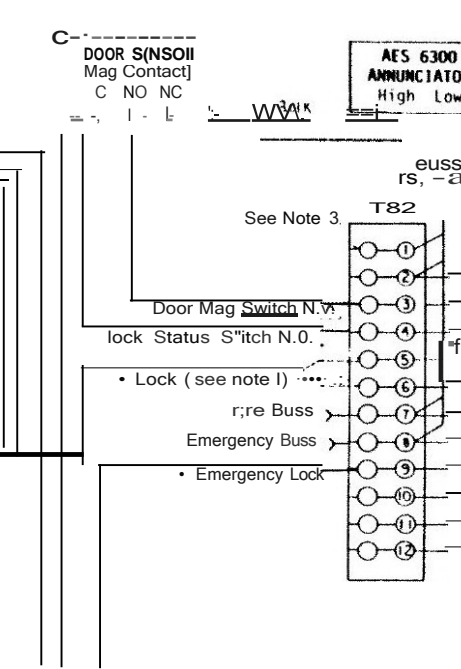 DOOR S(NSOII
Mag Contact]
C NO NC
AES 6300
ANNUNCIATO
High Low
euss
rs, –a
T82
See Note 3.
1
2
Door Mag Switch N.
3
lock Status S"itch N.0.
4
5
• Lock ( see note I)
6
r;re Buss
7
Emergency Buss
8
• Emergency Lock
9
10
11
12